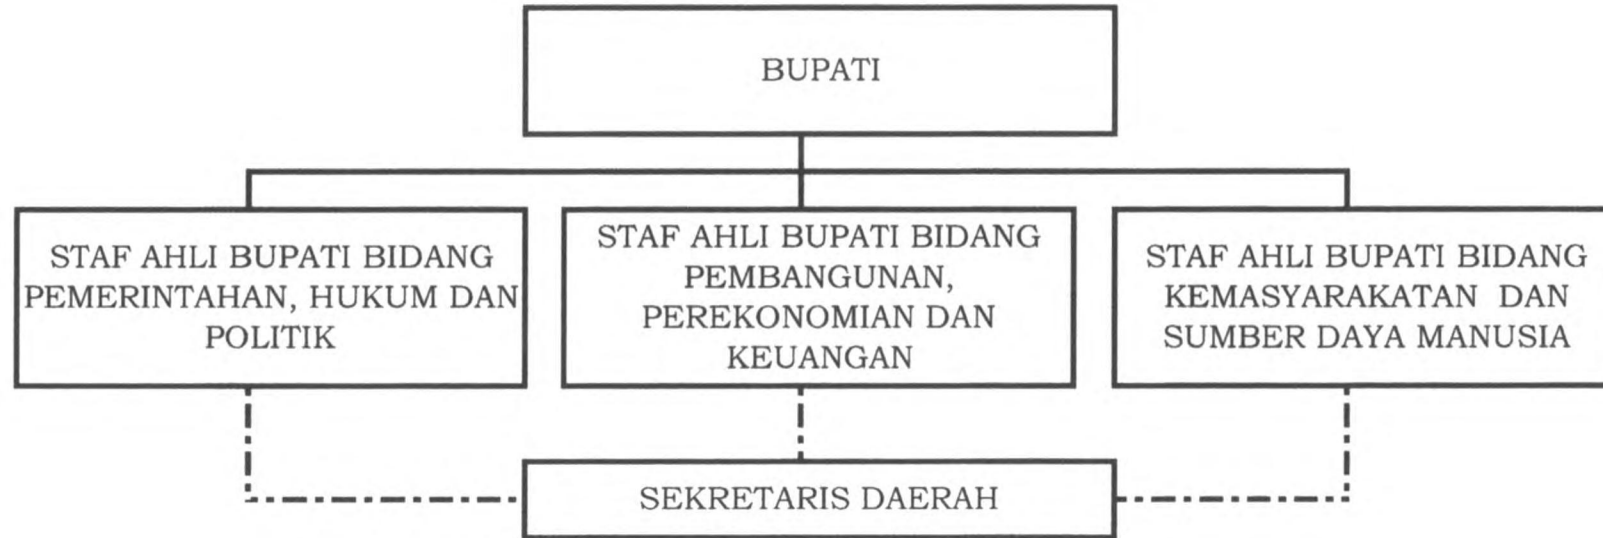 BUPATI
STAF AHLI BUPATI BIDANG
PEMERINTAHAN, HUKUM DAN
POLITIK
STAF AHLI BUPATI BIDANG
PEMBANGUNAN,
PEREKONOMIAN DAN
KEUANGAN
STAF AHLI BUPATI BIDANG
KEMASYARAKATAN DAN
SUMBER DAYA MANUSIA
SEKRETARIS DAERAH